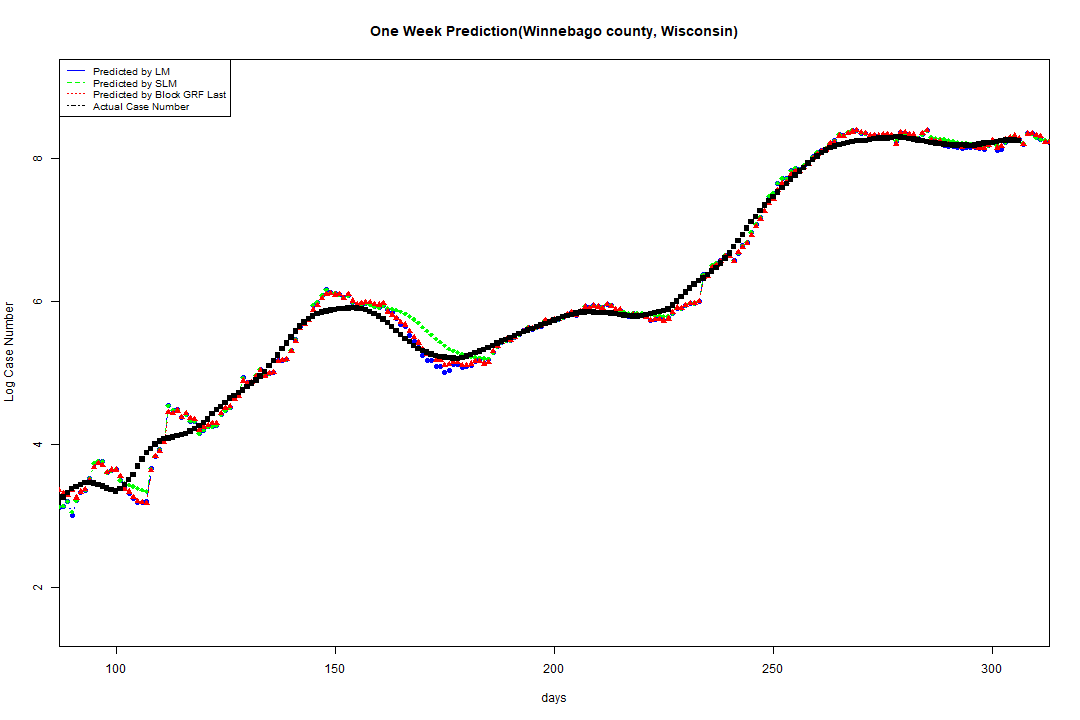 One Week Prediction(Winnebago county, Wisconsin)
Predicted by LM
Predicted by SLM
Predicted by Block GRF Last
Actual Case Number
8
6
4
2
Log Case Number
100 150 200 250 300
days